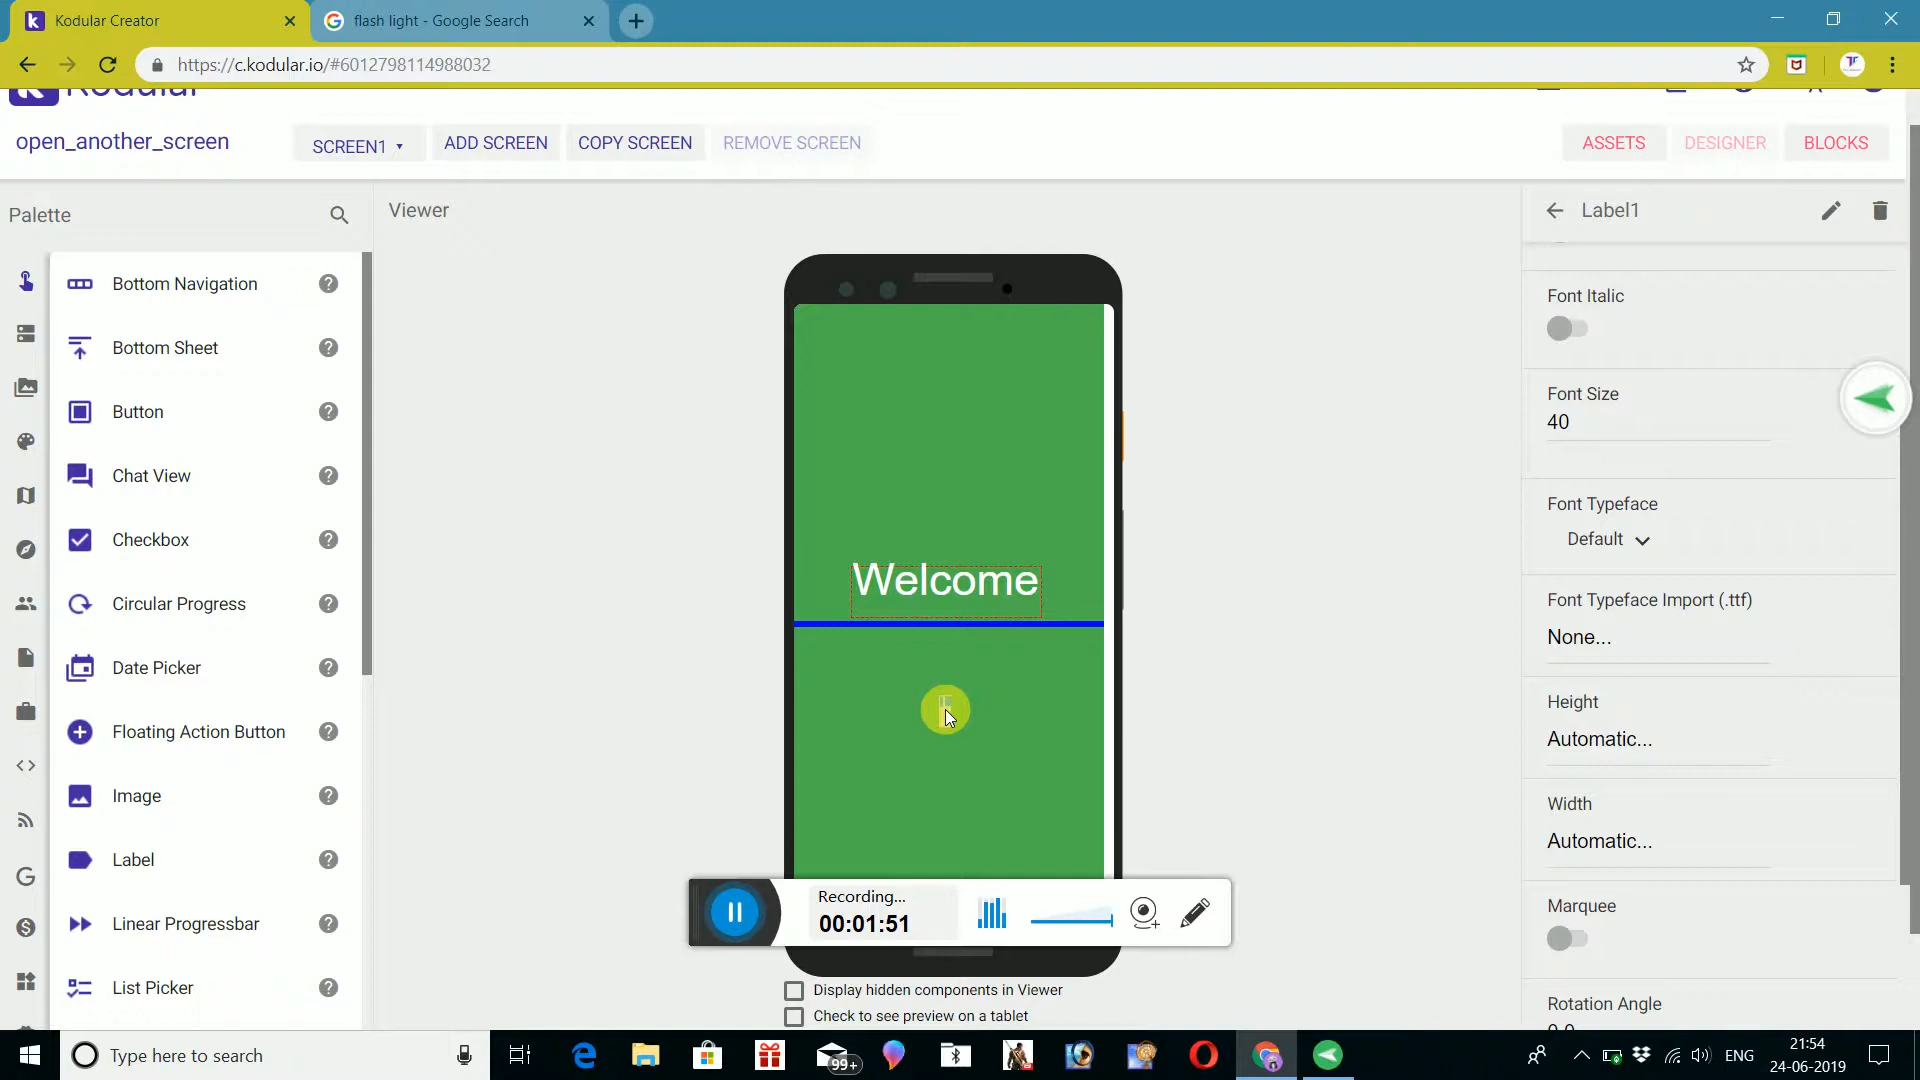 Kodular Creator
flash light - Google Search
https://c.kodular.io/#6012798114988032
Kodular
open_another_screen
SCREEN1
ADD SCREEN
COPY SCREEN
REMOVE SCREEN
ASSETS
DESIGNER
BLOCKS
Palette
Viewer
Label1
Bottom Navigation
Bottom Sheet
Button
Chat View
Checkbox
Circular Progress
Date Picker
Floating Action Button
Image
Label
Linear Progressbar
List Picker
Welcome
Font Italic
Font Size
40
Font Typeface
Default
Font Typeface Import (.ttf)
None...
Height
Automatic...
Width
Automatic...
Marquee
Rotation Angle
0.0
Recording...
00:01:51
Display hidden components in Viewer
Check to see preview on a tablet
Type here to search
99+
ENG
21:54
24-06-2019